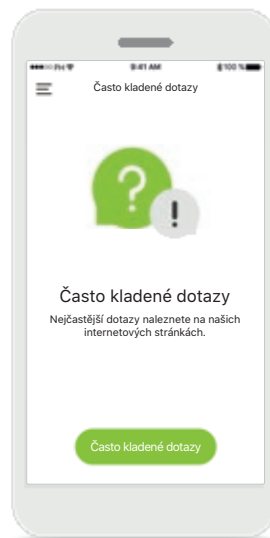 9:41 AM
100 %
Často kladené dotazy
?
!
Často kladené dotazy
Nejčastější dotazy naleznete na našich
internetových stránkách.
Často kladené dotazy